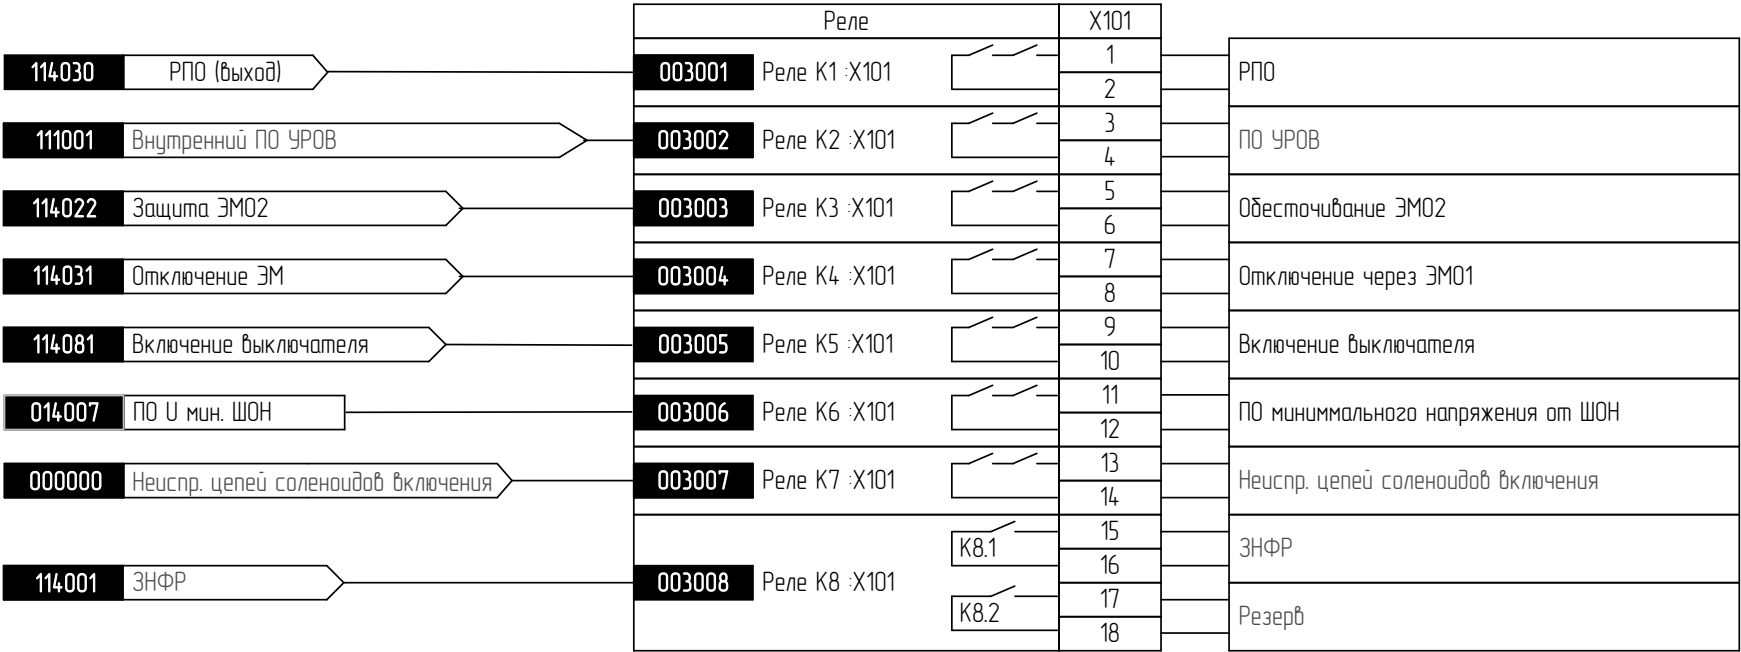 Реле X101
114030 РПО (выход) 003001 Реле К1 :X101 1 РПО
2
111001 Внутренний ПО УРОВ 003002 Реле К2 :X101 3 ПО УРОВ
4
114022 Защита ЭМО2 003003 Реле К3 :X101 5 Обесточивание ЭМО2
6
114031 Отключение ЭМ 003004 Реле К4 :X101 7 Отключение через ЭМО1
8
114081 Включение выключателя 003005 Реле К5 :X101 9 Включение выключателя
10
014007 ПО U мин. ШОН 003006 Реле К6 :X101 11 ПО миниммального напряжения от ШОН
12
000000 Неиспр. цепей соленоидов включения 003007 Реле К7 :X101 13 Неиспр. цепей соленоидов включения
14
114001 ЗНФР 003008 Реле К8 :X101 К8.1 15 ЗНФР
16
К8.2 17 Резерв
18